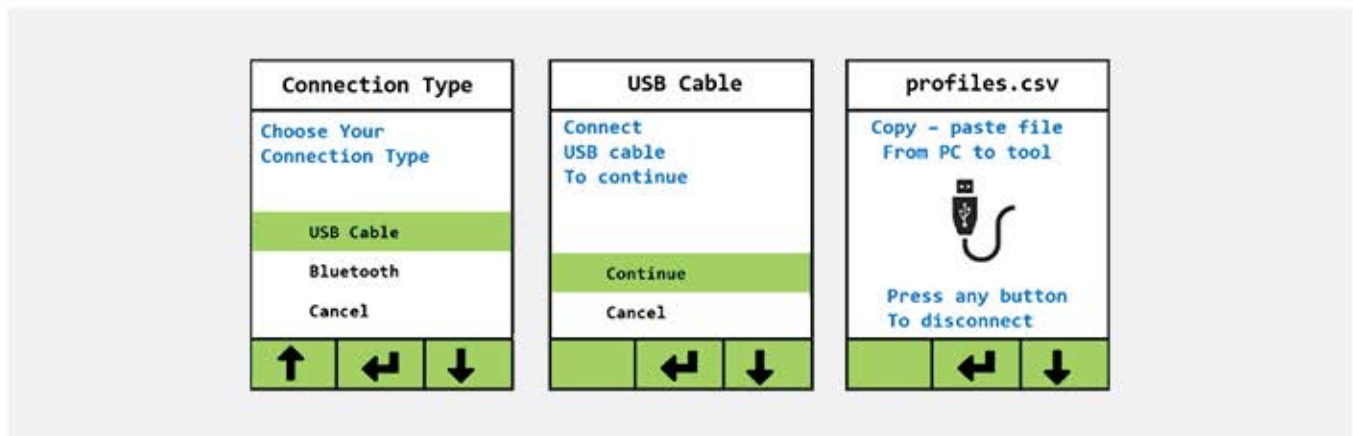 Connection Type
Choose Your
Connection Type
USB Cable
Bluetooth
Cancel
USB Cable
Connect
USB cable
To continue
Continue
Cancel
profiles.csv
Copy – paste file
From PC to tool
Press any button
To disconnect